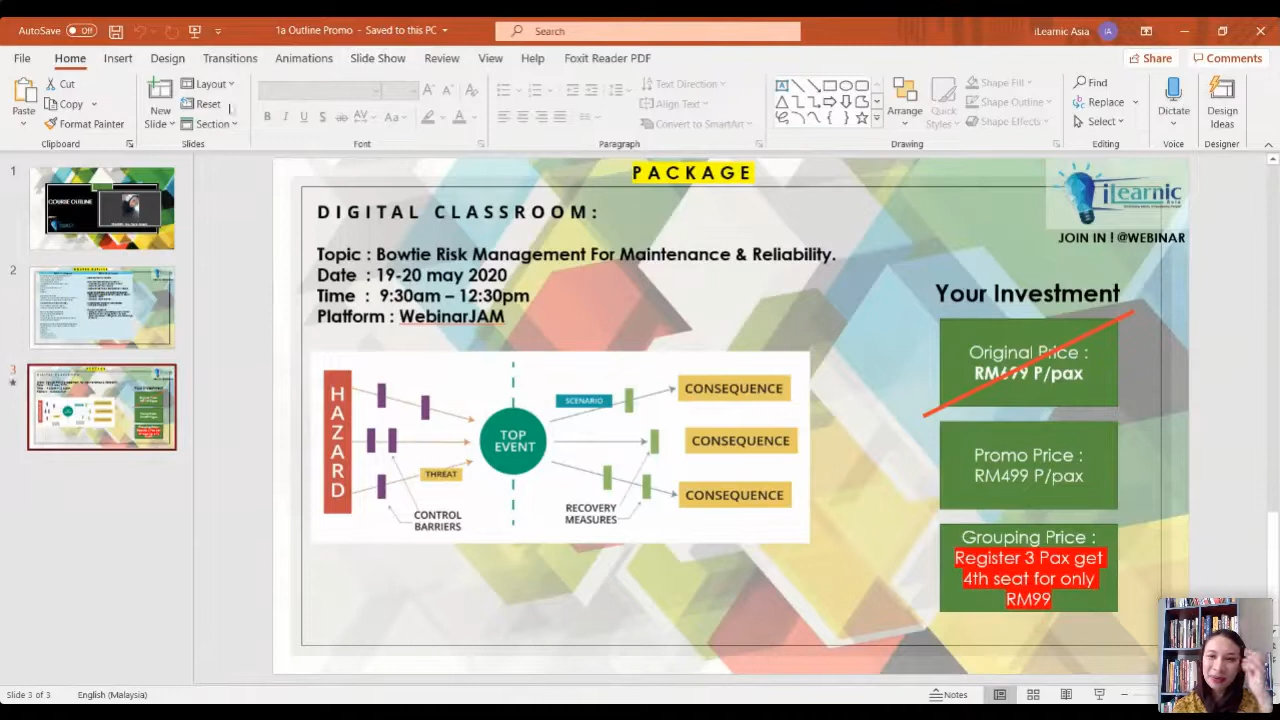 AutoSave Off
1a Outline Promo - Saved to this PC
Search
iLearnic Asia IA
File Home Insert Design Transitions Animations Slide Show Review View Help Foxit Reader PDF Share Comments
Paste
Cut
Copy
Format Painter
Clipboard
New Slide
Layout
Reset
Section
Slides
Font
Text Direction
Align Text
Convert to SmartArt
Paragraph
Arrange
Quick Styles
Shape Fill
Shape Outline
Shape Effects
Drawing
Find
Replace
Select
Editing
Dictate
Voice
Design Ideas
Designer
1
COURSE OUTLINE
2
3
PACKAGE
iLearnic
Asia
JOIN IN ! @WEBINAR
DIGITAL CLASSROOM:
Topic : Bowtie Risk Management For Maintenance & Reliability.
Date : 19-20 may 2020
Time : 9:30am – 12:30pm
Platform : WebinarJAM
HAZARD
THREAT
CONTROL
BARRIERS
TOP
EVENT
SCENARIO
RECOVERY
MEASURES
CONSEQUENCE
CONSEQUENCE
CONSEQUENCE
Your Investment
Original Price :
RM699 P/pax
Promo Price :
RM499 P/pax
Grouping Price :
Register 3 Pax get
4th seat for only
RM99
Slide 3 of 3
English (Malaysia)
Notes